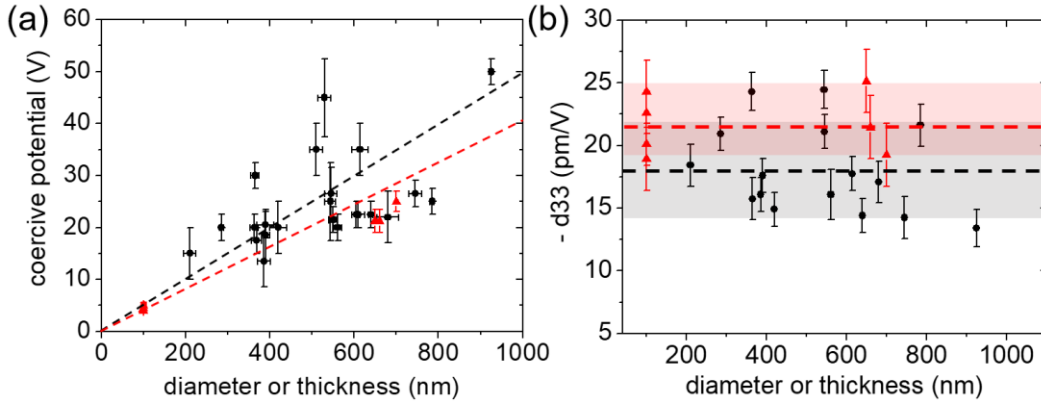 (a)
coercive potential (V)
60
50
40
30
20
10
0
0 200 400 600 800 1000
diameter or thickness (nm)
(b)
- d33 (pm/V)
30
25
20
15
10
5
200 400 600 800 1000
diameter or thickness (nm)